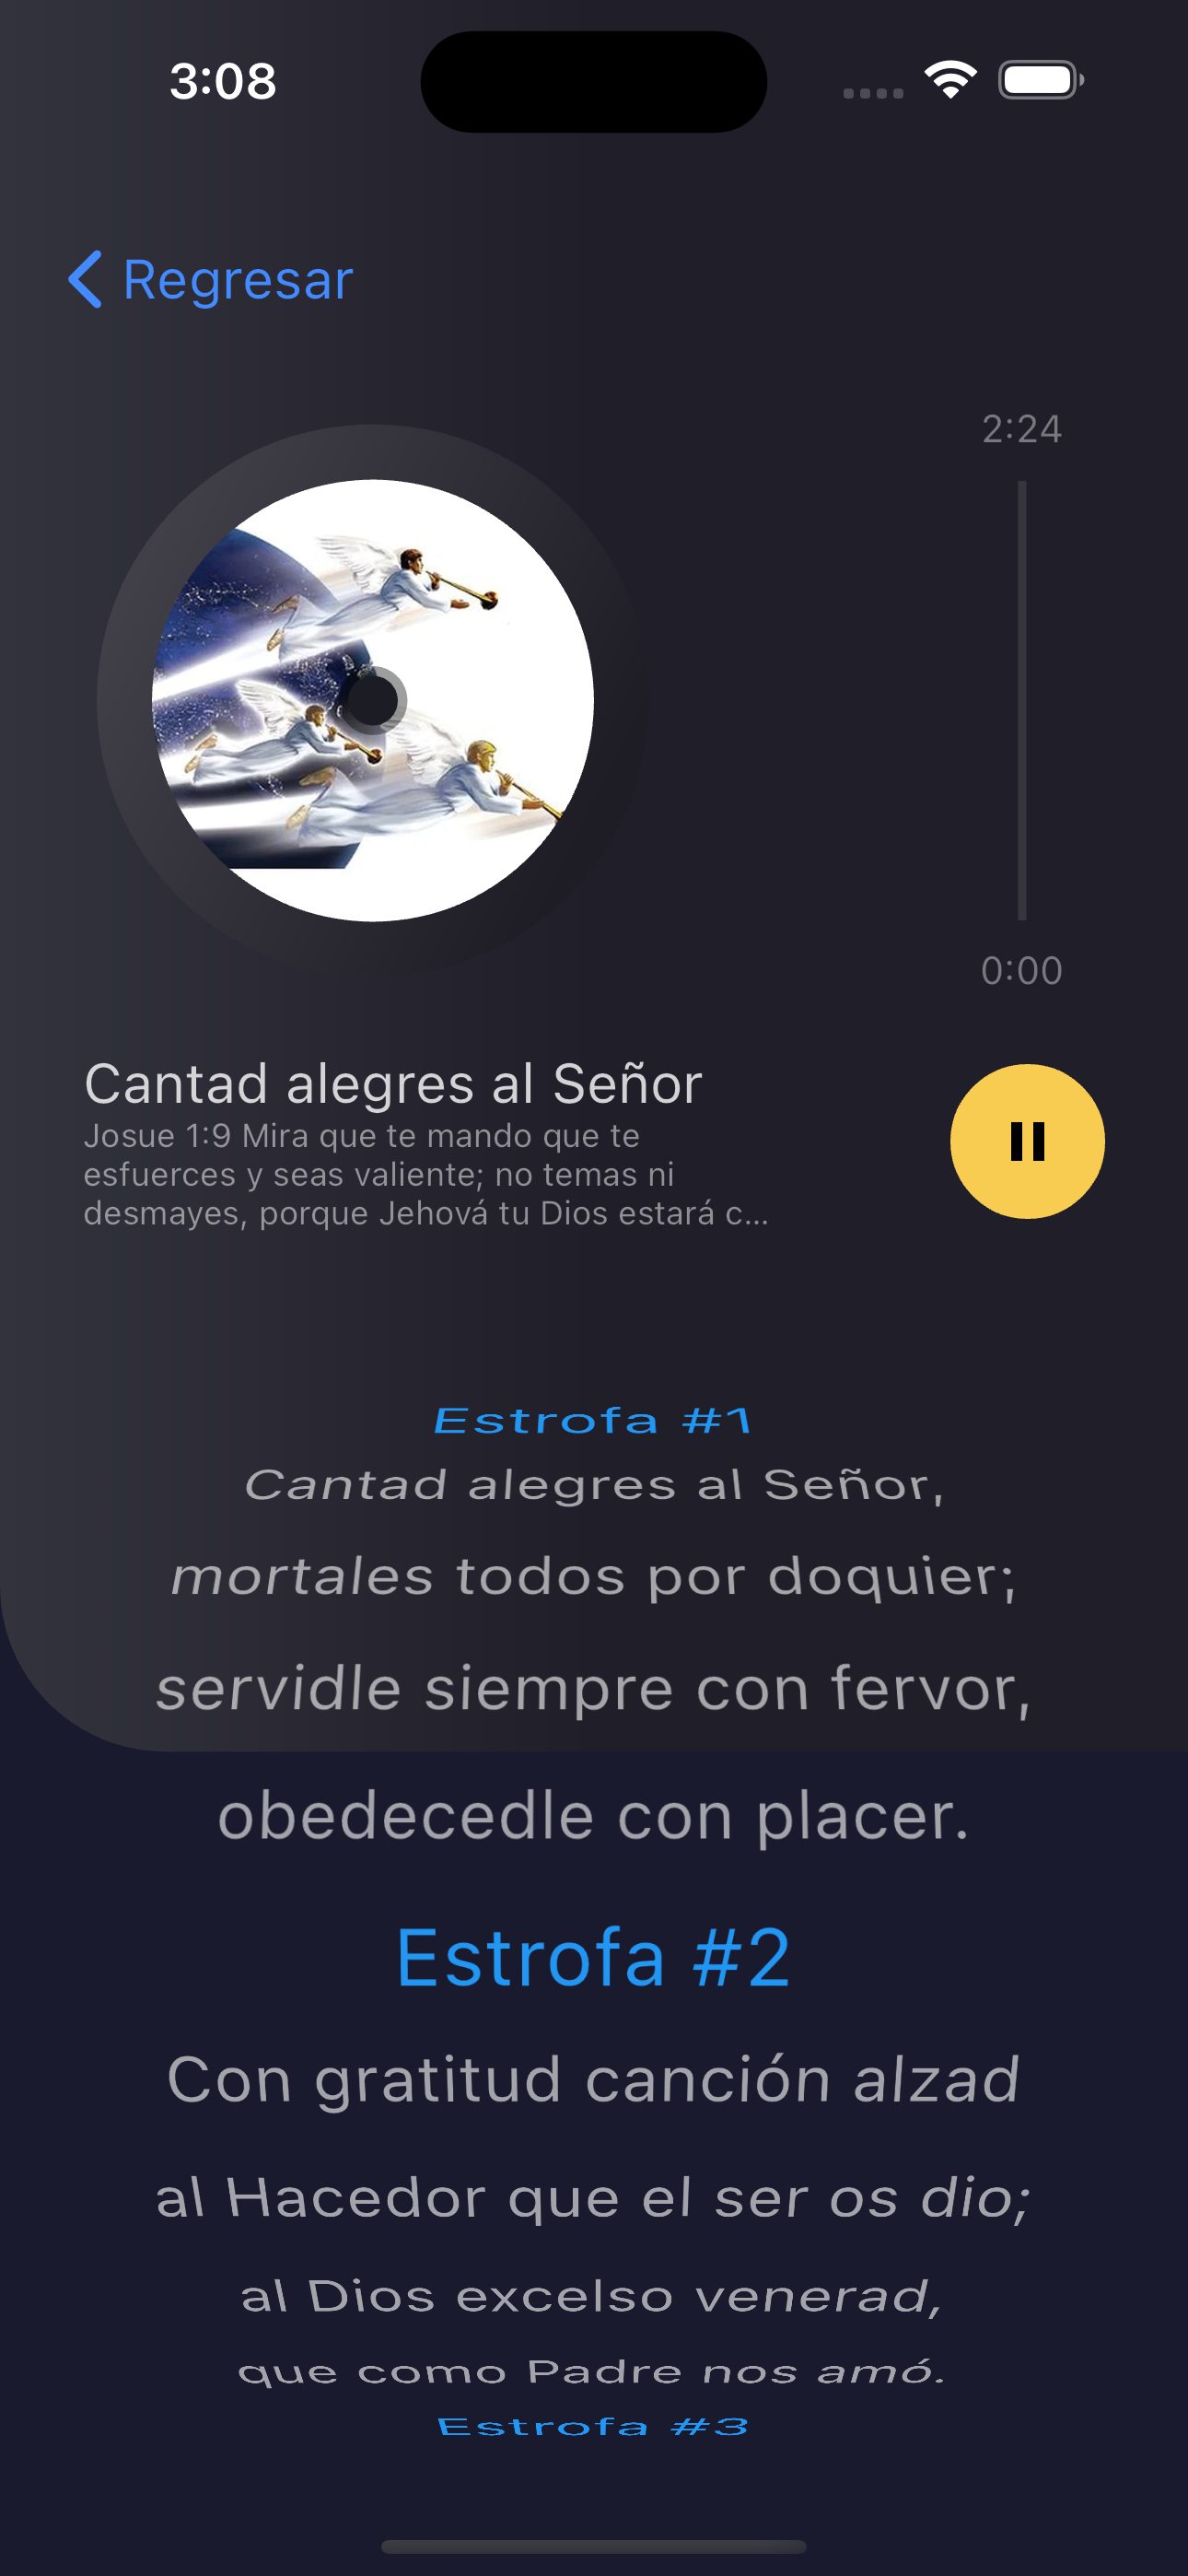 3:08
Regresar
2:24
0:00
Cantad alegres al Señor
Josue 1:9 Mira que te mando que te
esfuerces y seas valiente; no temas ni
desmayes, porque Jehová tu Dios estará c...
Estrofa #1
Cantad alegres al Señor,
mortales todos por doquier;
servidle siempre con fervor,
obedecedle con placer.
Estrofa #2
Con gratitud canción alzad
al Hacedor que el ser os dio;
al Dios excelso venerad,
que como Padre nos amó.
Estrofa #3